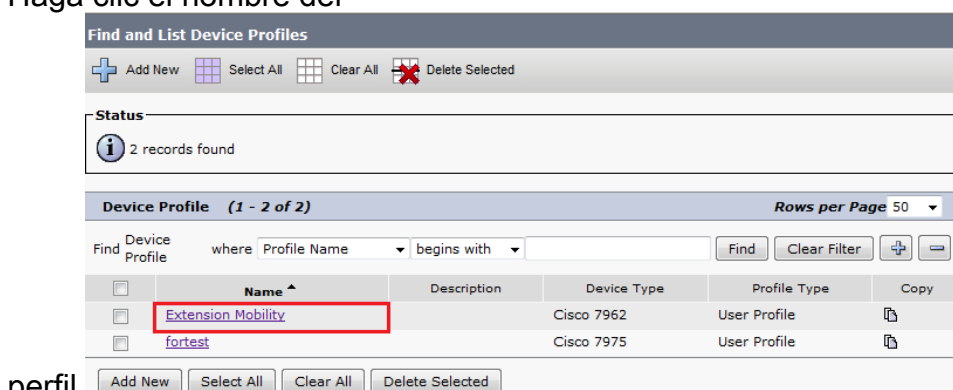 Haga clic el nombre del
Find and List Device Profiles
Add New Select All Clear All Delete Selected
Status
2 records found
Device Profile (1 - 2 of 2) Rows per Page 50
Find Device Profile where Profile Name begins with Find Clear Filter
Name Description Device Type Profile Type Copy
Extension Mobility Cisco 7962 User Profile
fortest Cisco 7975 User Profile
perfil Add New Select All Clear All Delete Selected